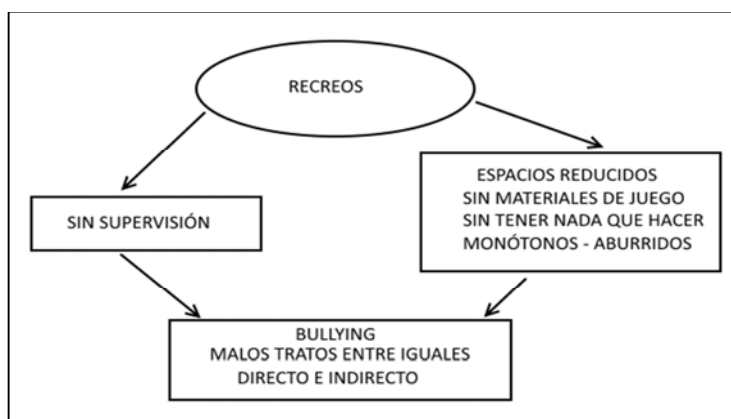 RECREOS
SIN SUPERVISIÓN
ESPACIOS REDUCIDOS
SIN MATERIALES DE JUEGO
SIN TENER NADA QUE HACER
MONÓTONOS - ABURRIDOS
BULLYING
MALOS TRATOS ENTRE IGUALES
DIRECTO E INDIRECTO